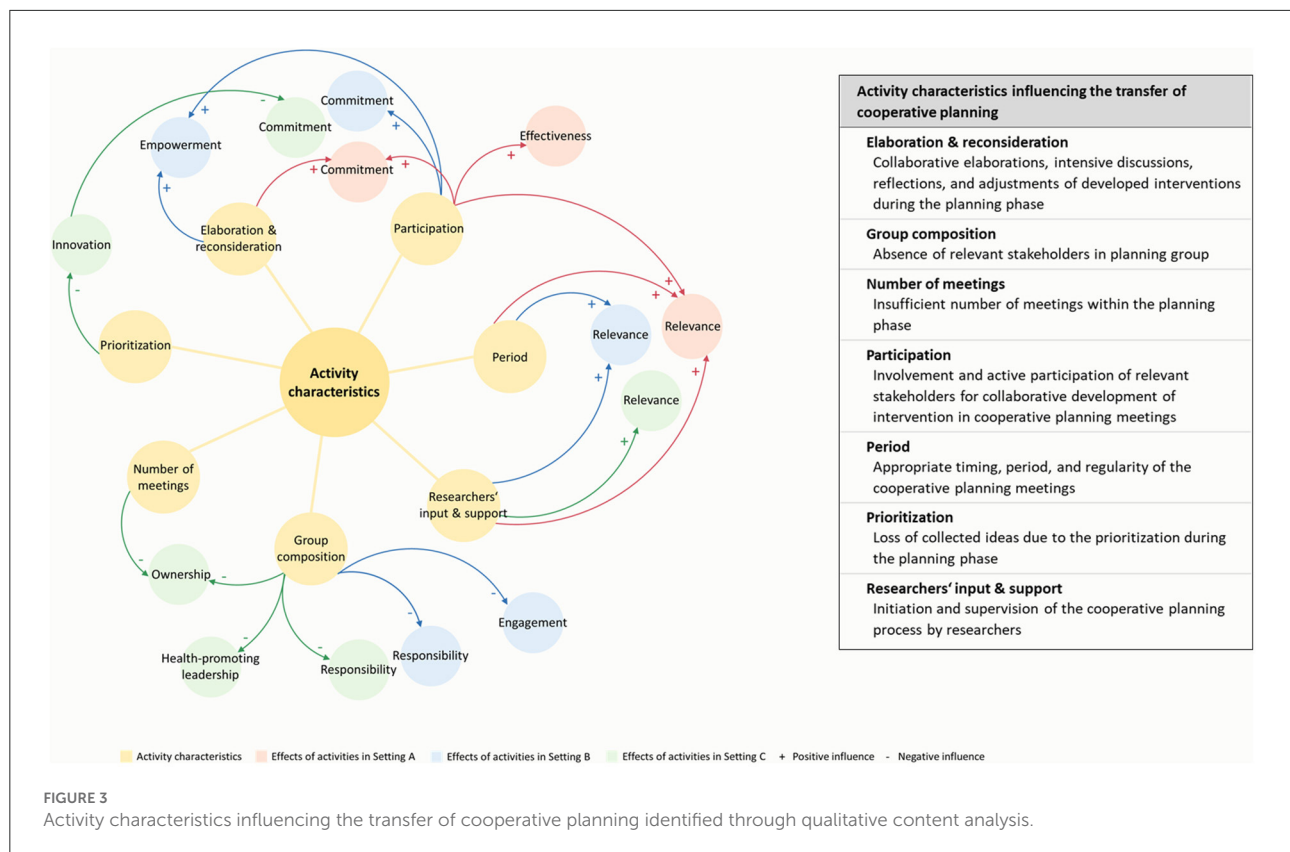 Commitment
+
-
Commitment
+
Empowerment
Effectiveness
+
+
+
Commitment
+
Elaboration &
reconsideration
Participation
Innovation
-
+
+
+
Relevance
Relevance
Prioritization
Period
+
+
Activity
characteristics
Relevance
+
Number of
meetings
Researchers‘
input & support
Group
composition
-
-
Ownership
-
-
Engagement
-
-
Health-promoting
leadership
Responsibility
Responsibility
Activity characteristics influencing the transfer of
cooperative planning
Elaboration & reconsideration
Collaborative elaborations, intensive discussions,
reflections, and adjustments of developed interventions
during the planning phase
Group composition
Absence of relevant stakeholders in planning group
Number of meetings
Insufficient number of meetings within the planning
phase
Participation
Involvement and active participation of relevant
stakeholders for collaborative development of
intervention in cooperative planning meetings
Period
Appropriate timing, period, and regularity of the
cooperative planning meetings
Prioritization
Loss of collected ideas due to the prioritization during
the planning phase
Researchers‘ input & support
Initiation and supervision of the cooperative planning
process by researchers
Activity characteristics Effects of activities in Setting A Effects of activities in Setting B Effects of activities in Setting C + Positive influence - Negative influence
FIGURE 3
Activity characteristics influencing the transfer of cooperative planning identified through qualitative content analysis.